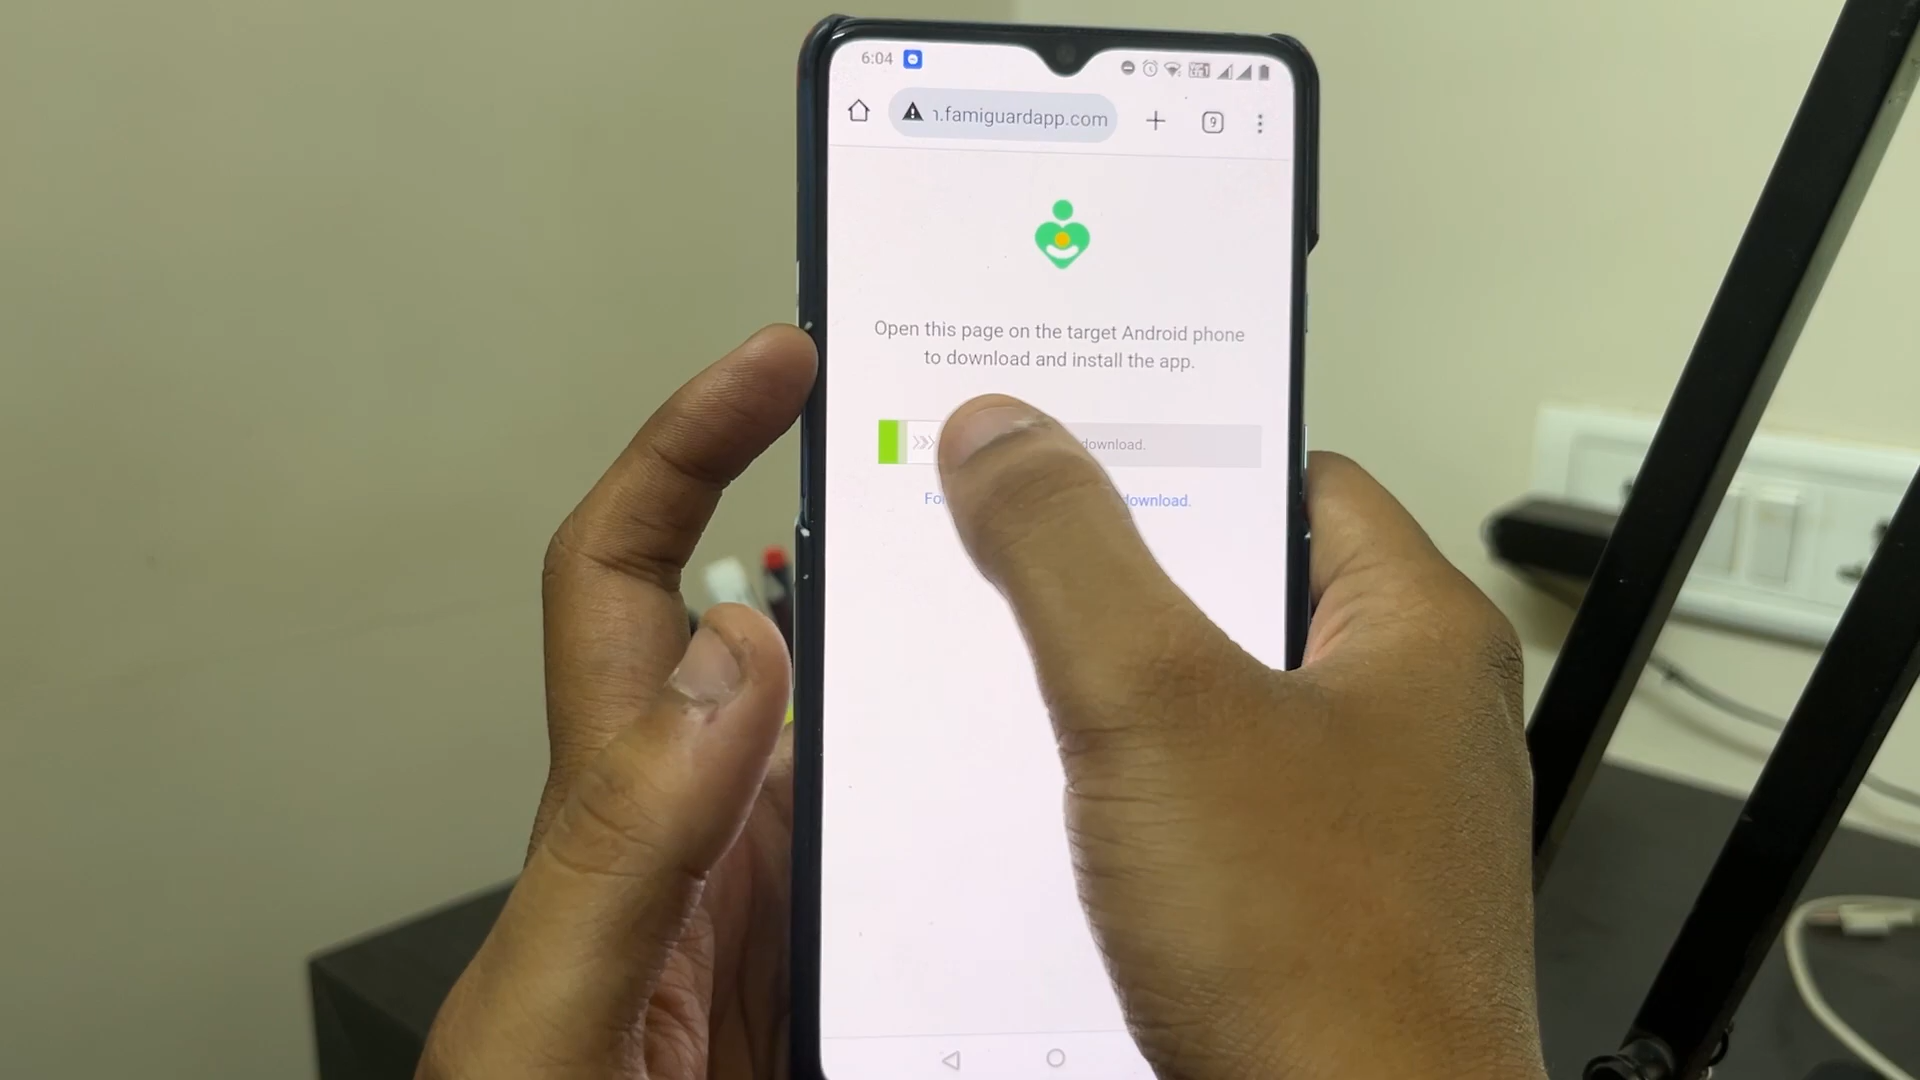 6:04
.famiguardapp.com
9
Open this page on the target Android phone
to download and install the app.
download.
download.